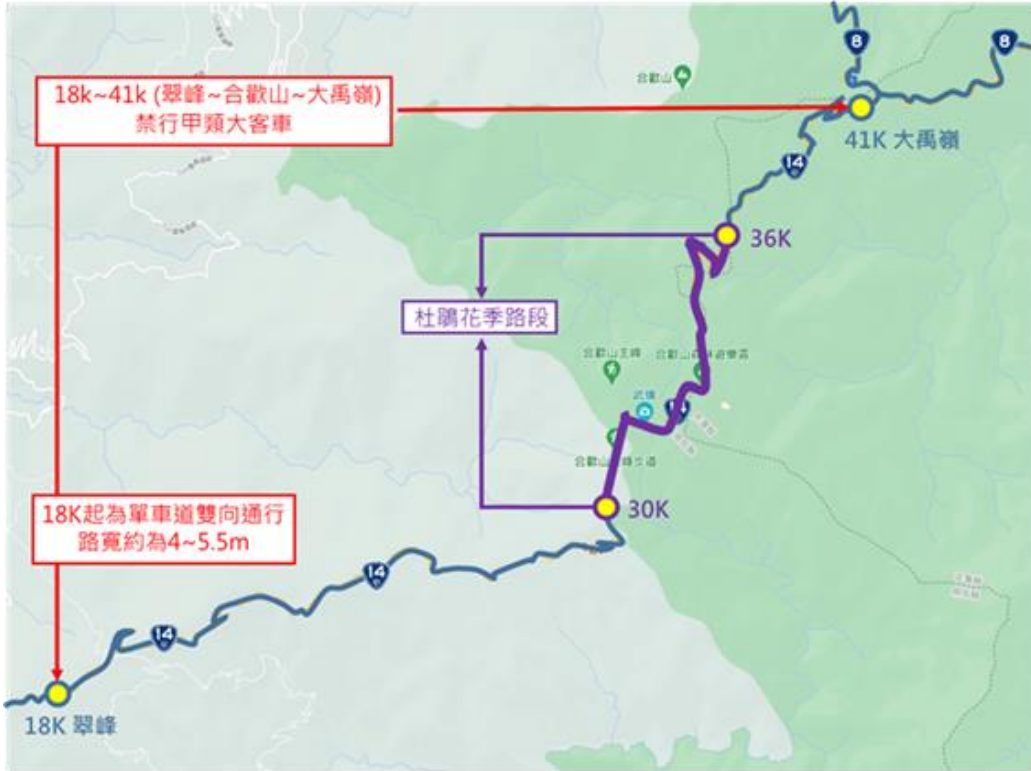 8
8
合歡山
18k~41k (翠峰~合歡山~大禹嶺)
禁行甲類大客車
41K 大禹嶺
14
36K
杜鵑花季路段
合歡山主峰
武嶺
14
30K
18K起為單車道雙向通行
路寬約為4~5.5m
14
14
18K 翠峰